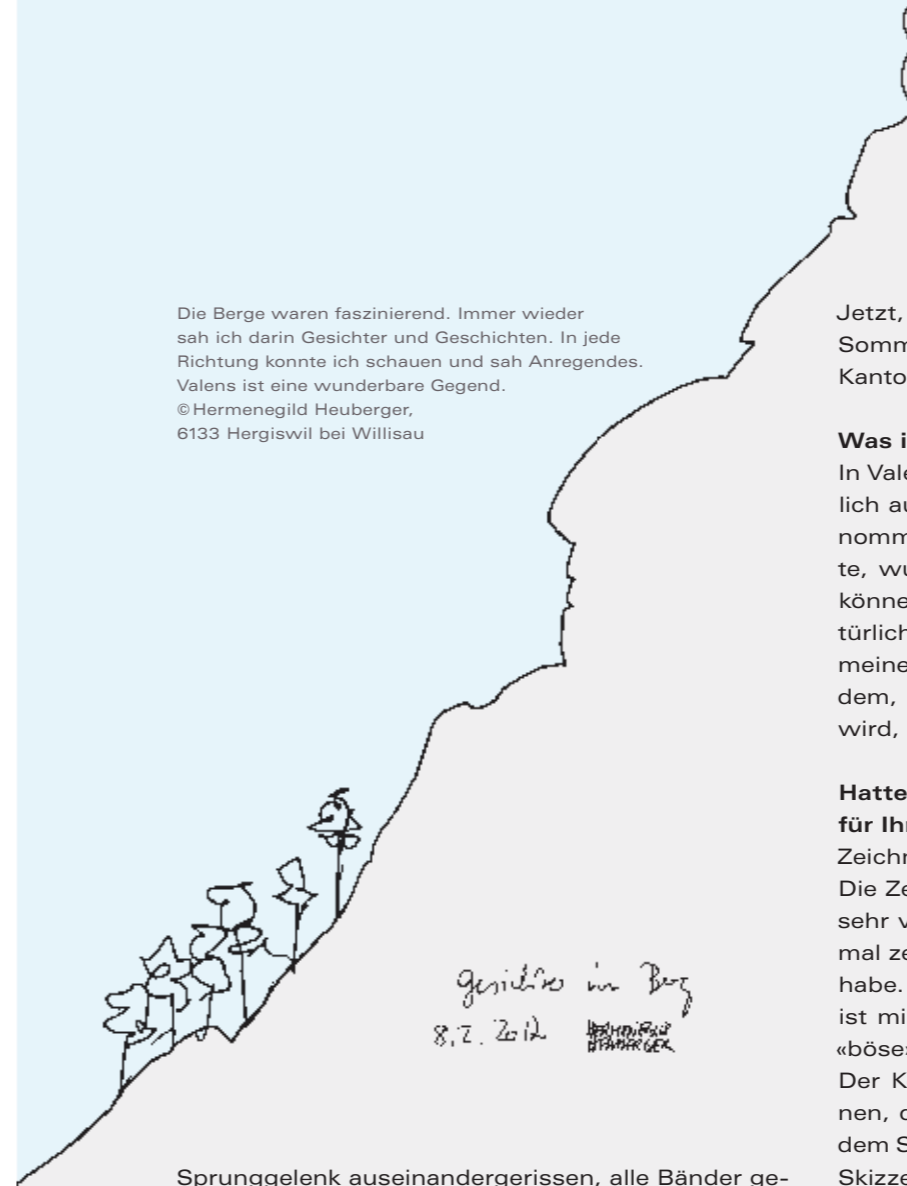 Die Berge waren faszinierend. Immer wieder
sah ich darin Gesichter und Geschichten. In jede
Richtung konnte ich schauen und sah Anregendes.
Valens ist eine wunderbare Gegend.
©Hermenegild Heuberger,
6133 Hergiswil bei Willisau
Gesichter im Berg
8.2.2012 HERMENEGILD
HEUBERGER
Sprunggelenk auseinandergerissen, alle Bänder ge-
Jetzt,
Somm
Kanto
Was i
In Vale
lich au
nomm
te, wu
könne
türlich
meine
dem,
wird,
Hatte
für Ihr
Zeichn
Die Ze
sehr v
mal ze
habe.
ist mi
«böse
Der K
nen, d
dem S
Skizze